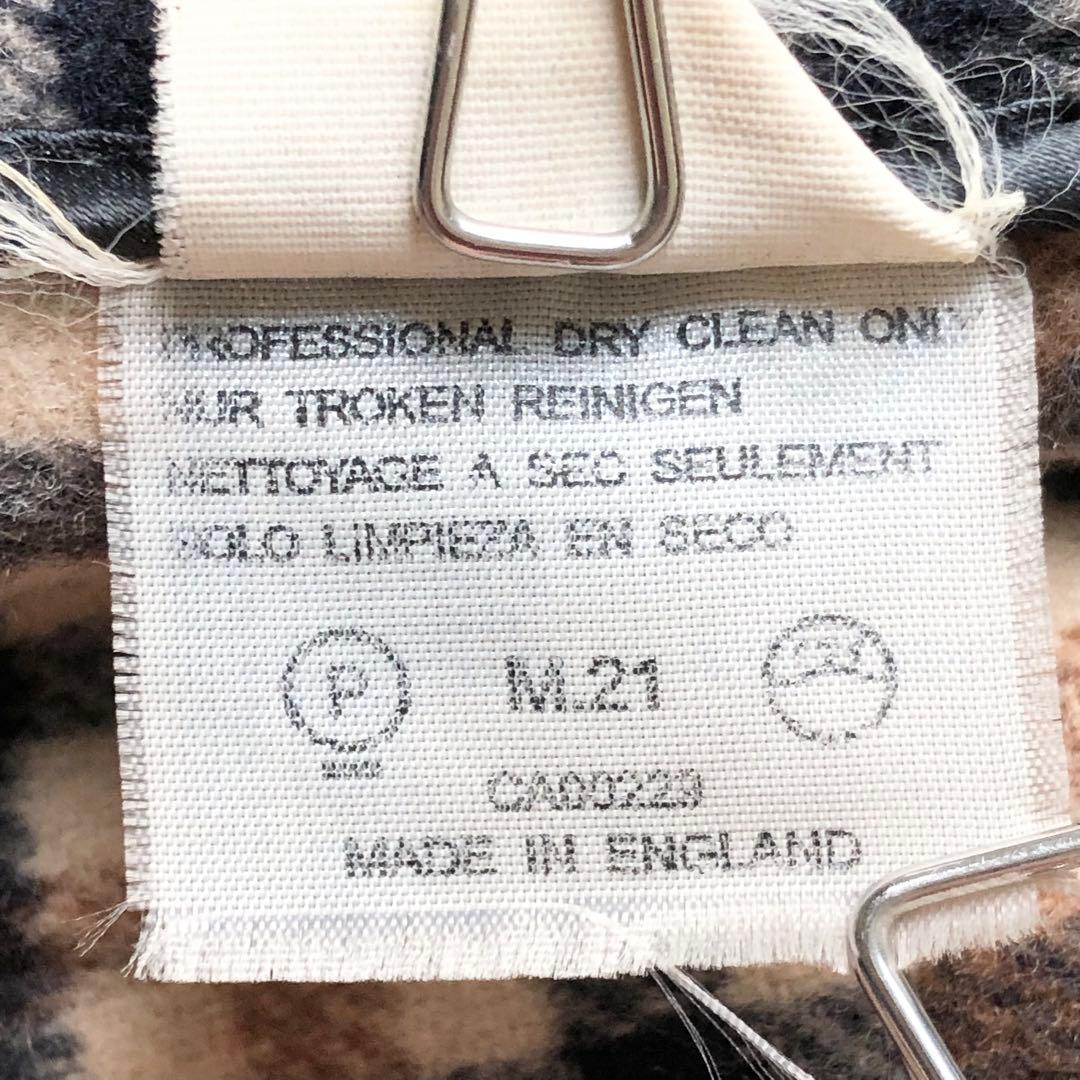 PROFESSIONAL DRY CLEAN ONLY
NUR TROKEN REINIGEN
NETTOYAGE A SEC SEULEMENT
SOLO LIMPIEZA EN SECO
P M.21
CA00229
MADE IN ENGLAND